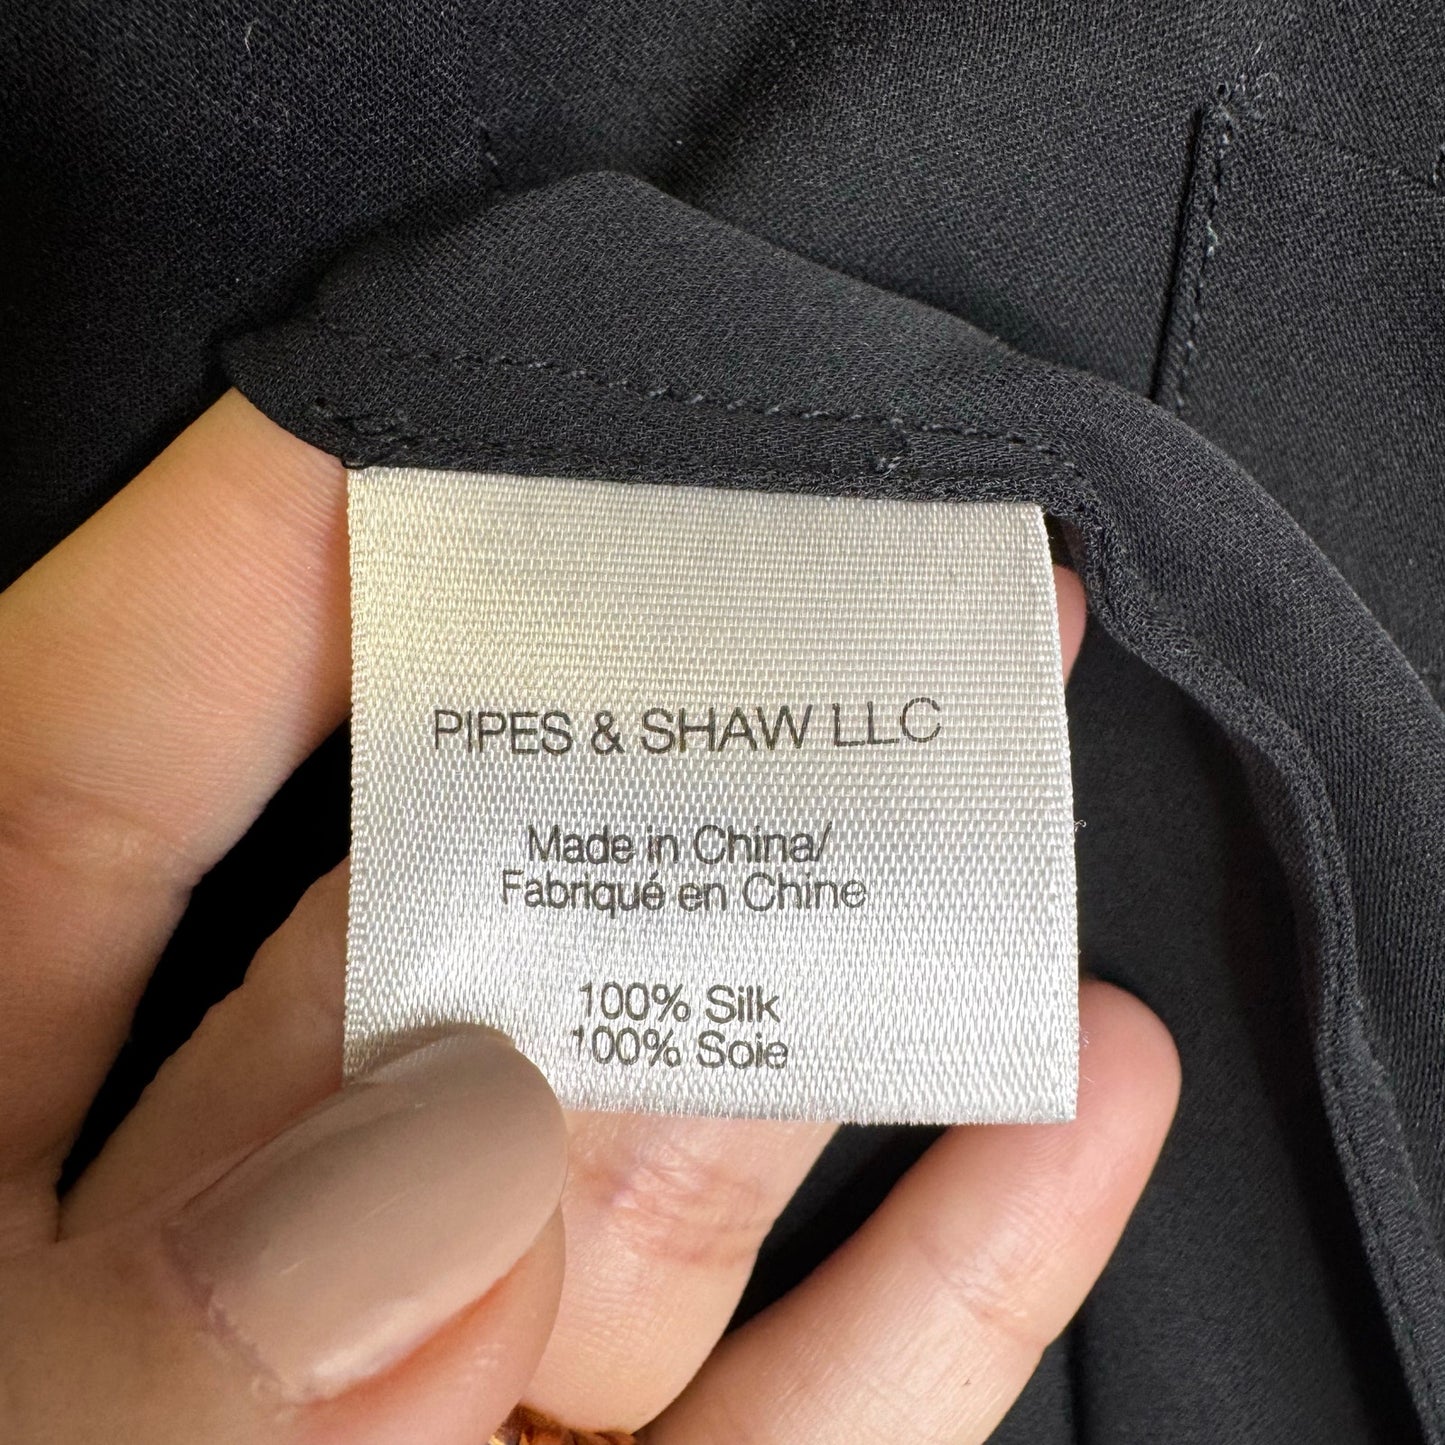 PIPES & SHAW LLC
Made in China/
Fabriqué en Chine
100% Silk
100% Soie